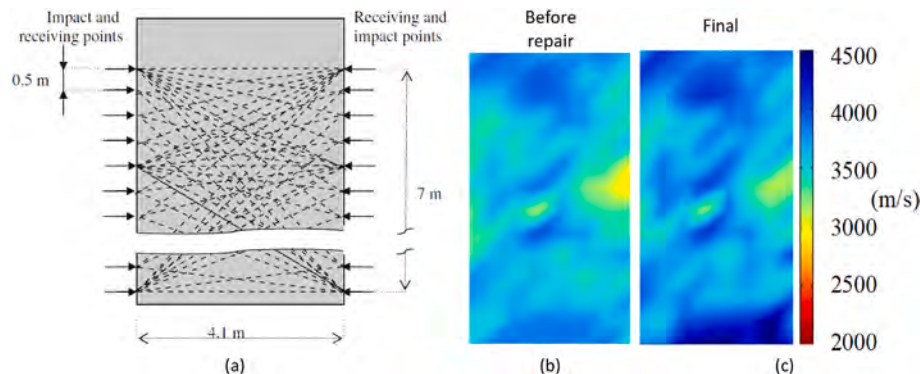 Impact and
receiving points
Receiving and
impact points
0.5 m
7 m
4.1 m
(a)
Before
repair
Final
4500
4000
3500
(m/s)
3000
2500
2000
(b)
(c)